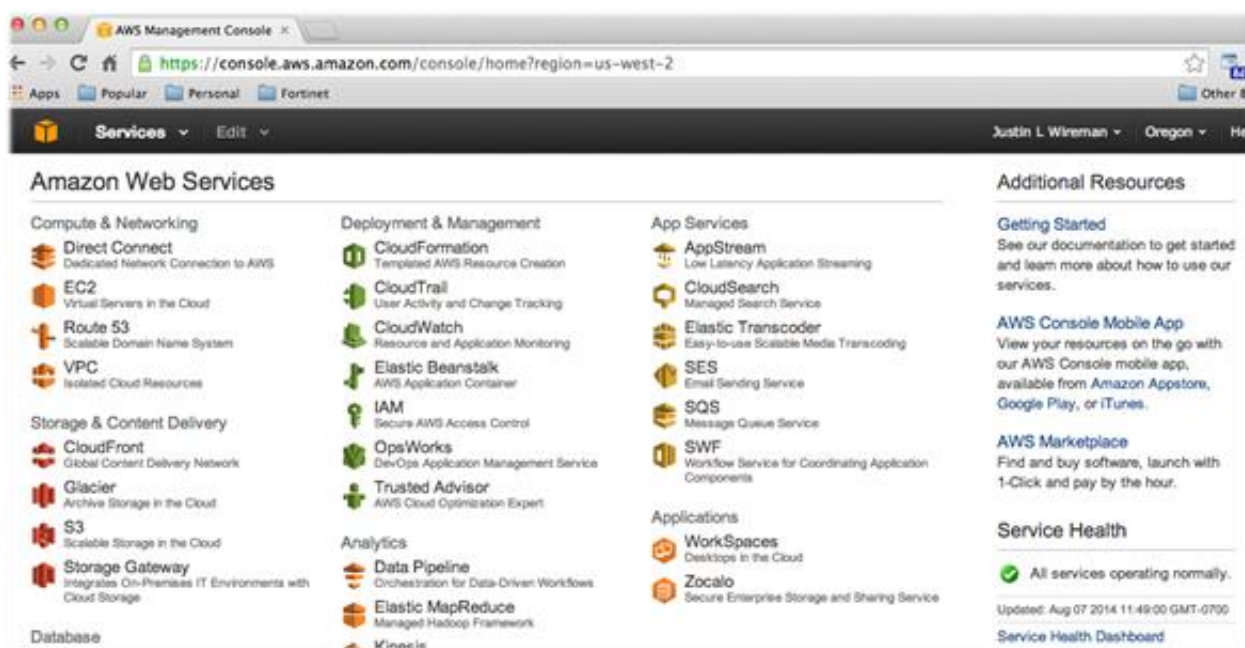 AWS Management Console ×
https://console.aws.amazon.com/console/home?region=us-west-2
Apps Popular Personal Fortinet Other
Services Edit Justin L Wireman Oregon
Amazon Web Services
Compute & Networking
Direct Connect
Dedicated Network Connection to AWS
EC2
Virtual Servers in the Cloud
Route 53
Scalable Domain Name System
VPC
Isolated Cloud Resources
Storage & Content Delivery
CloudFront
Global Content Delivery Network
Glacier
Archive Storage in the Cloud
S3
Scalable Storage in the Cloud
Storage Gateway
Integrates On-Premises IT Environments with
Cloud Storage
Database
Deployment & Management
CloudFormation
Templated AWS Resource Creation
CloudTrail
User Activity and Change Tracking
CloudWatch
Resource and Application Monitoring
Elastic Beanstalk
AWS Application Container
IAM
Secure AWS Access Control
OpsWorks
DevOps Application Management Service
Trusted Advisor
AWS Cloud Optimization Expert
Analytics
Data Pipeline
Orchestration for Data-Driven Workflows
Elastic MapReduce
Managed Hadoop Framework
Kinesis
App Services
AppStream
Low Latency Application Streaming
CloudSearch
Managed Search Service
Elastic Transcoder
Easy-to-use Scalable Media Transcoding
SES
Email Sending Service
SQS
Message Queue Service
SWF
Workflow Service for Coordinating Application
Components
Applications
WorkSpaces
Desktops in the Cloud
Zocalo
Secure Enterprise Storage and Sharing Service
Additional Resources
Getting Started
See our documentation to get started
and learn more about how to use our
services.
AWS Console Mobile App
View your resources on the go with
our AWS Console mobile app,
available from Amazon Appstore,
Google Play, or iTunes.
AWS Marketplace
Find and buy software, launch with
1-Click and pay by the hour.
Service Health
All services operating normally.
Updated: Aug 07 2014 11:49:00 GMT-0700
Service Health Dashboard